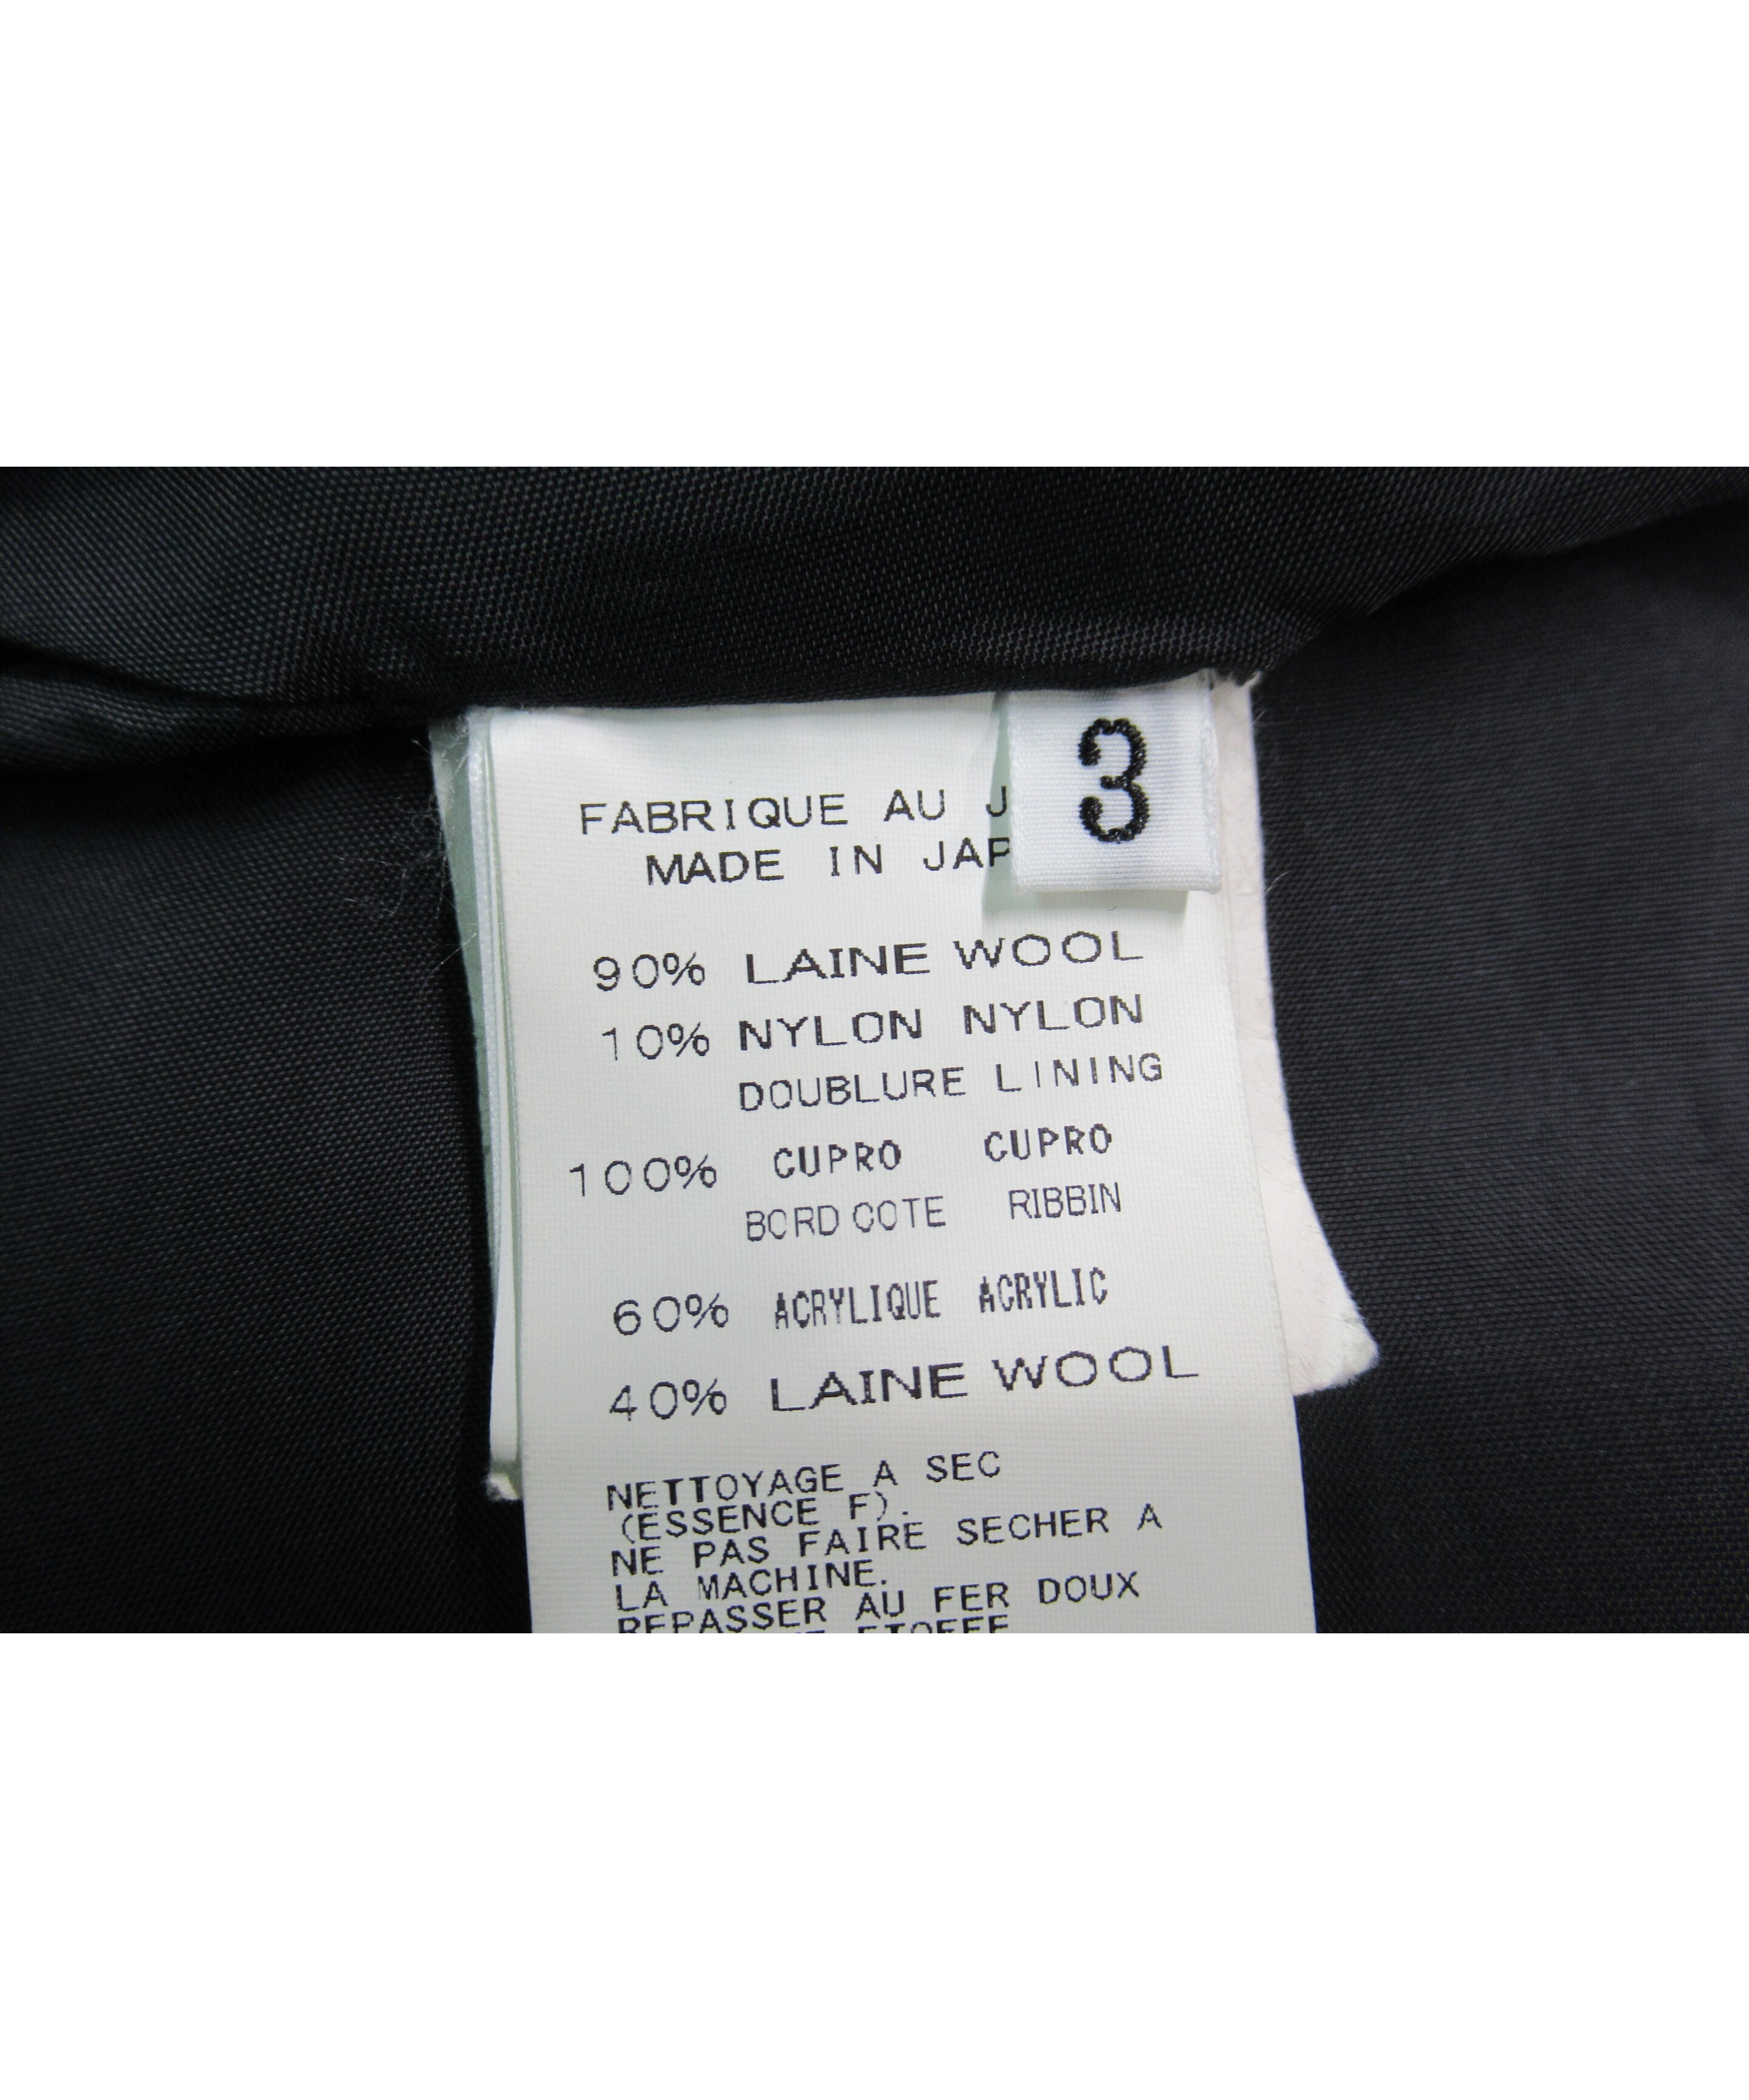 3
FABRIQUE AU J
MADE IN JAP
90% LAINE WOOL
10% NYLON NYLON
DOUBLURE LINING
100% CUPRO CUPRO
BORD COTE RIBBIN
60% ACRYLIQUE ACRYLIC
40% LAINE WOOL
NETTOYAGE A SEC
(ESSENCE F).
NE PAS FAIRE SECHER A
LA MACHINE.
REPASSER AU FER DOUX
ETOFFE